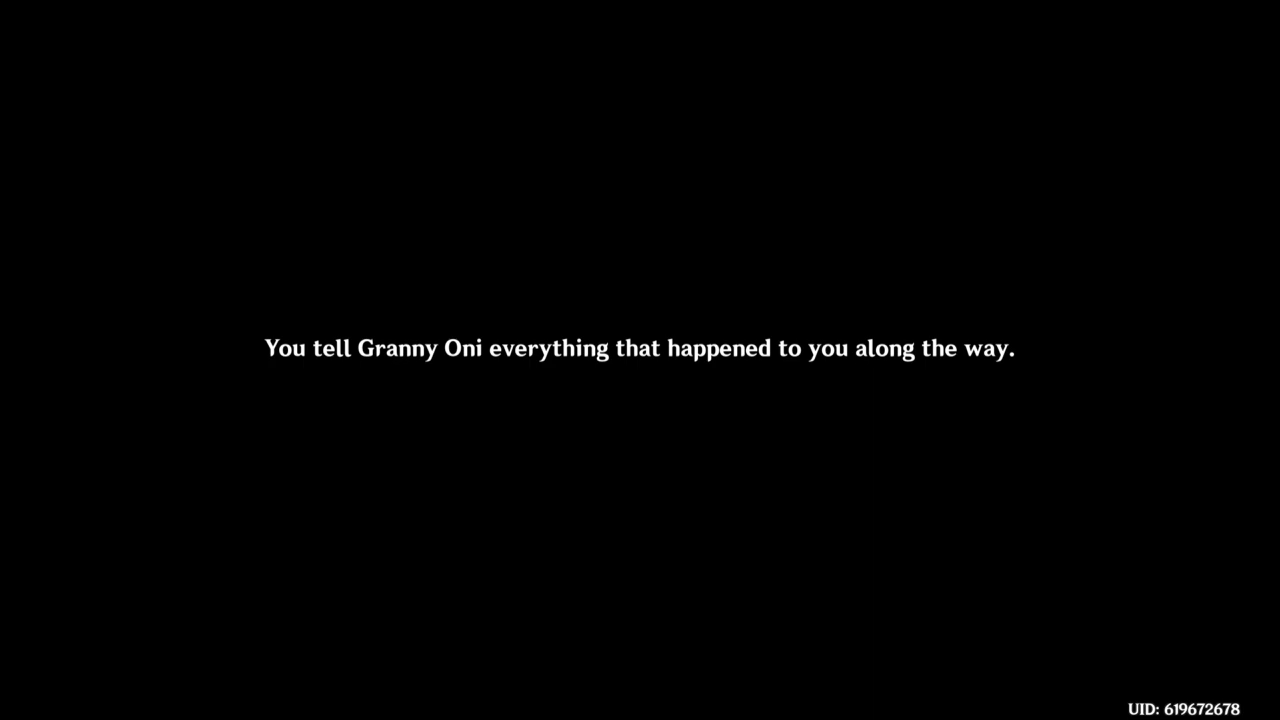 You tell Granny Oni everything that happened to you along the way.
UID: 619672678